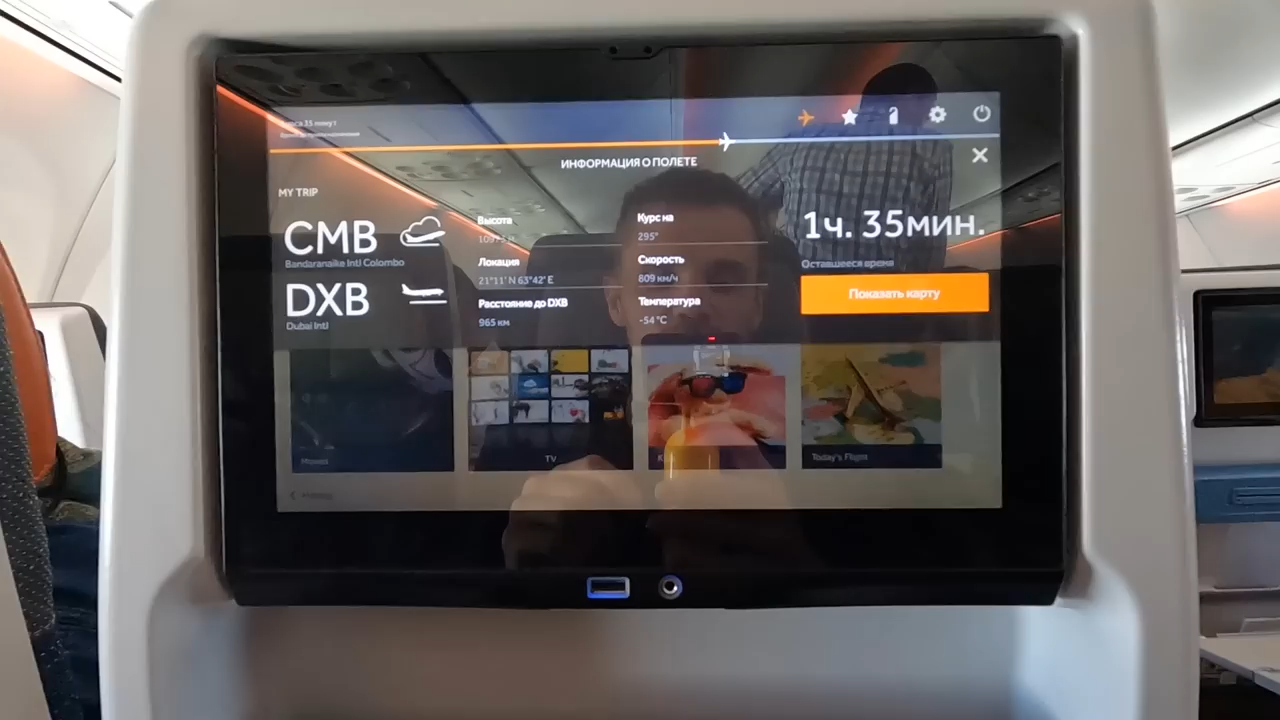 ИНФОРМАЦИЯ О ПОЛЕТЕ
MY TRIP
CMB
Bandaranaike Intl Colombo
DXB
Dubai Intl
Высота
Локация
21°11' N 63°42' E
Расстояние до DXB
965 км
Курс на
295°
Скорость
809 км/ч
Температура
-54 °C
1ч. 35мин.
Оставшееся время
Показать карту
TV
Today's Flight